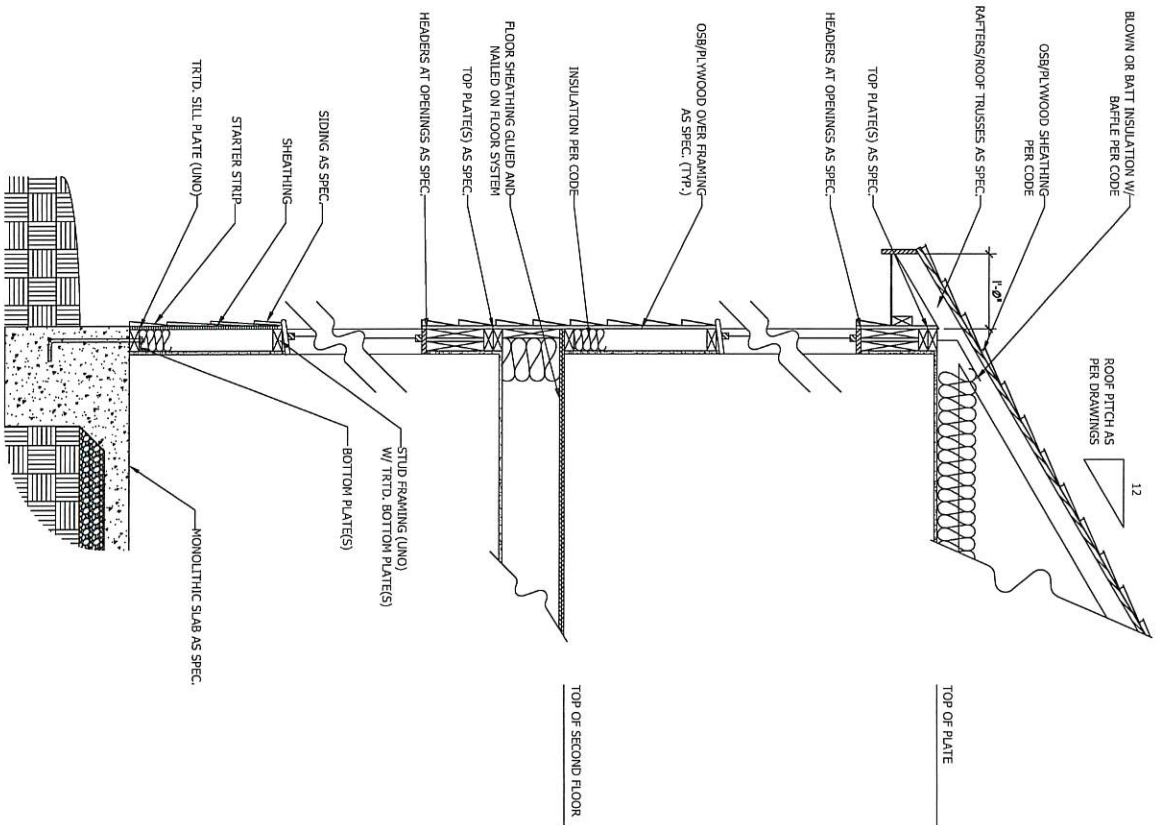 BLOWN OR BATT INSULATION W/
BAFFLE PER CODE
OSB/PLYWOOD SHEATHING
PER CODE
RAFTERS/ROOF TRUSSES AS SPEC.
TOP PLATE(S) AS SPEC.
HEADERS AT OPENINGS AS SPEC.
OSB/PLYWOOD OVER FRAMING
AS SPEC. (TYP.)
INSULATION PER CODE
FLOOR SHEATHING GLUED AND
NAILED ON FLOOR SYSTEM
TOP PLATE(S) AS SPEC.
HEADERS AT OPENINGS AS SPEC.
SIDING AS SPEC.
SHEATHING
STARTER STRIP
TRTD. SILL PLATE (UNO)
1'-0"
12
ROOF PITCH AS
PER DRAWINGS
STUD FRAMING (UNO)
W/ TRTD. BOTTOM PLATE(S)
BOTTOM PLATE(S)
MONOLITHIC SLAB AS SPEC.
TOP OF PLATE
TOP OF SECOND FLOOR